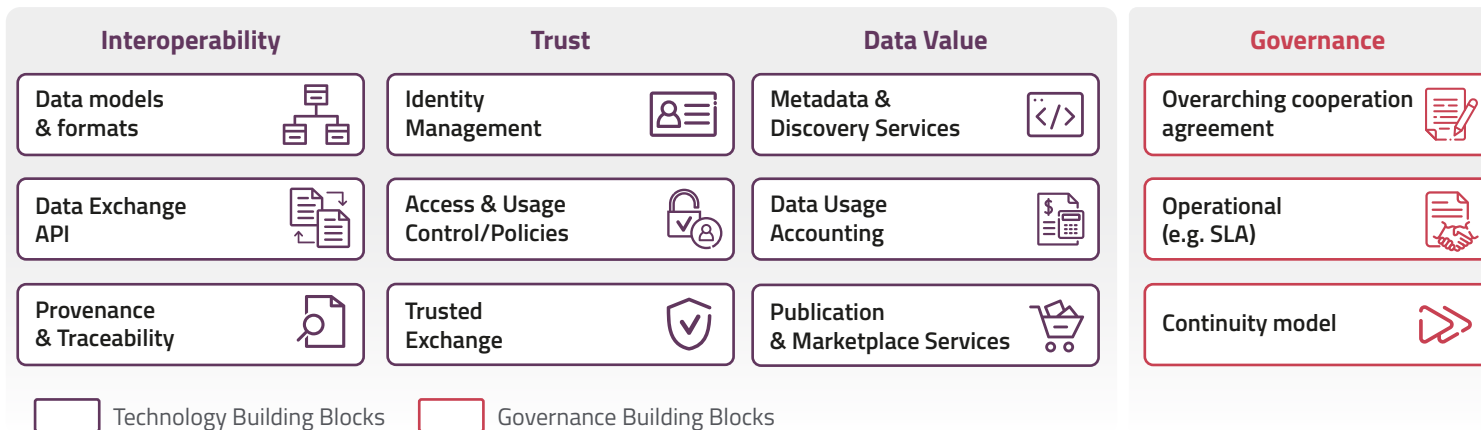 Interoperability
Trust
Data Value
Governance
Data models
& formats
Identity
Management
Metadata &
Discovery Services
</>
Overarching cooperation
agreement
Data Exchange
API
Access & Usage
Control/Policies
Data Usage
Accounting
$
Operational
(e.g. SLA)
Provenance
& Traceability
Trusted
Exchange
Publication
& Marketplace Services
Continuity model
Technology Building Blocks
Governance Building Blocks